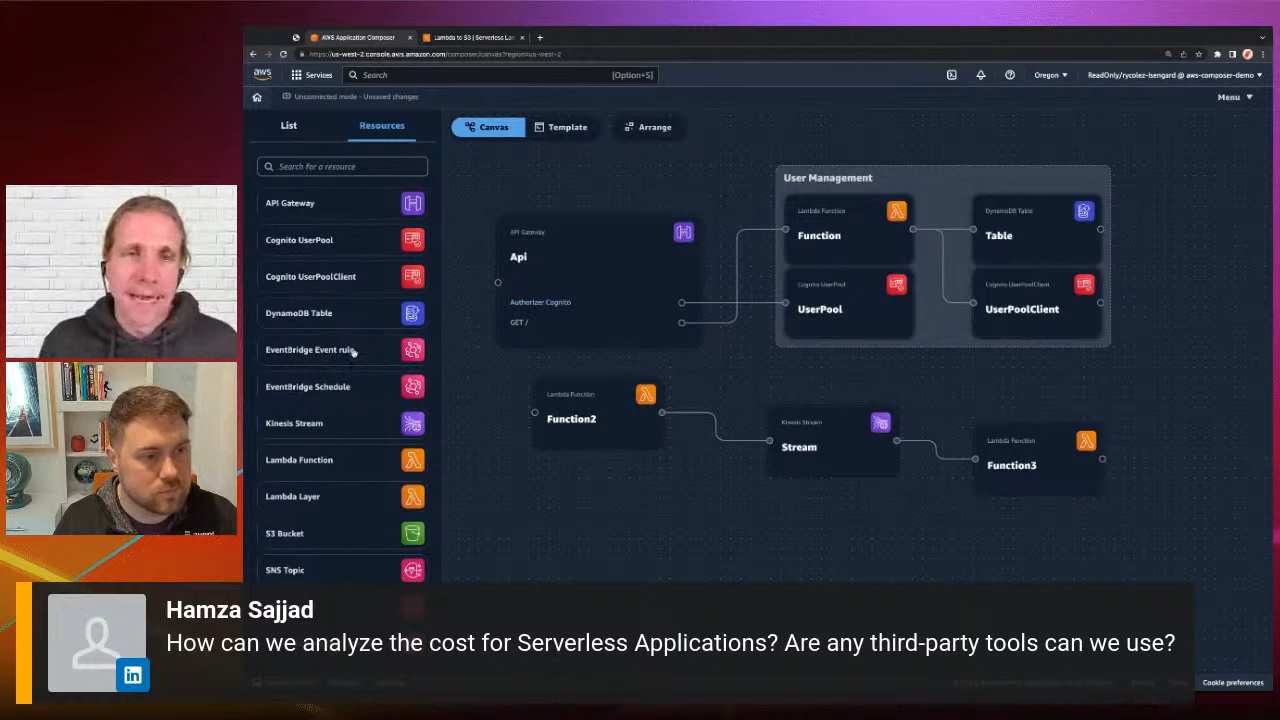 AWS Application Composer
Lambda to S3 | Serverless Lan
https://us-west-2.console.aws.amazon.com/composer/canvas?region=us-west-2
aws
Services
Search
[Option+S]
Oregon
ReadOnly/rycolez-Isengard @ aws-composer-demo
Unconnected mode - Unsaved changes
Menu
List
Resources
Canvas
Template
Arrange
Search for a resource
API Gateway
Cognito UserPool
Cognito UserPoolClient
DynamoDB Table
EventBridge Event rule
EventBridge Schedule
Kinesis Stream
Lambda Function
Lambda Layer
S3 Bucket
SNS Topic
API Gateway
Api
Authorizer Cognito
GET /
User Management
Lambda Function
Function
DynamoDB Table
Table
Cognito UserPool
UserPool
Cognito UserPoolClient
UserPoolClient
Lambda Function
Function2
Kinesis Stream
Stream
Lambda Function
Function3
Hamza Sajjad
How can we analyze the cost for Serverless Applications? Are any third-party tools can we use?
in
Cookie preferences